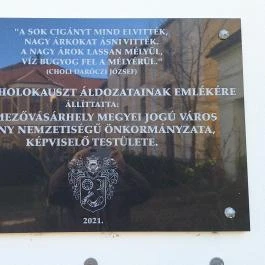 "A SOK CIGÁNYT MIND ELVITTÉK,
NAGY ÁRKOKAT ÁSNI VITTÉK.
A NAGY ÁROK LASSAN MÉLYÜL,
VÍZ BUGYOG FEL A MÉLYÉRÜL."
(CHOLI DARÓCZI JÓZSEF)
HOLOKAUSZT ÁLDOZATAINAK EMLÉKÉRE
ÁLLÍTTATTA:
MEZŐVÁSÁRHELY MEGYEI JOGÚ VÁROS
NY NEMZETISÉGŰ ÖNKORMÁNYZATA,
KÉPVISELŐ TESTÜLETE.
2021.